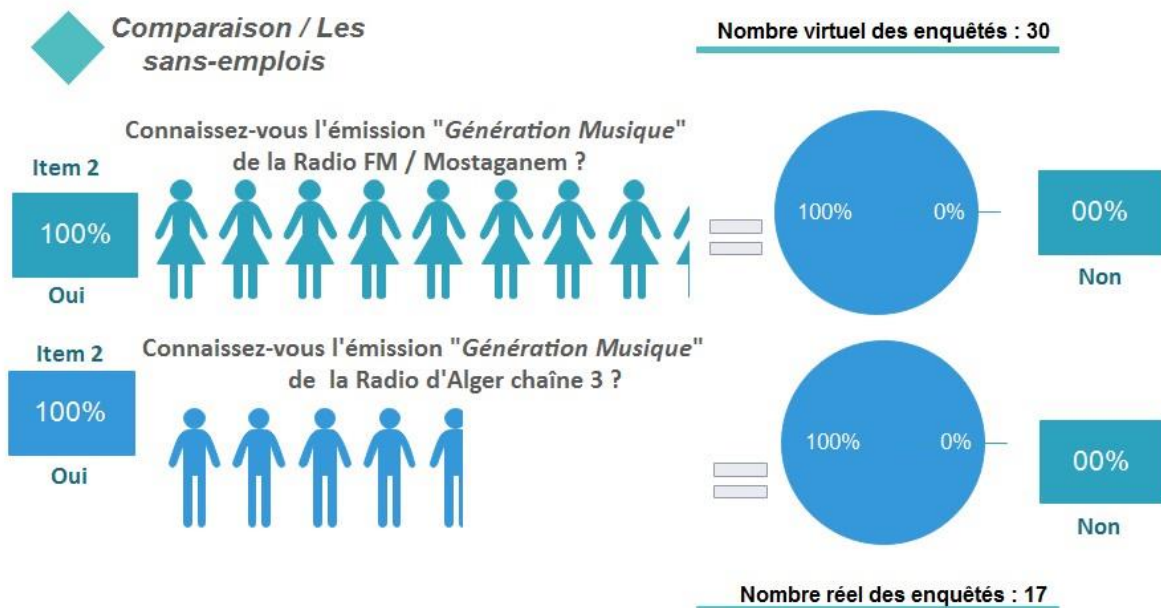 Comparaison / Les
sans-emplois
Nombre virtuel des enquêtés : 30
Connaissez-vous l'émission "Génération Musique"
de la Radio FM / Mostaganem ?
Item 2
100%
Oui
100%
0%
00%
Non
Connaissez-vous l'émission "Génération Musique"
de la Radio d'Alger chaîne 3 ?
Item 2
100%
Oui
100%
0%
00%
Non
Nombre réel des enquêtés : 17